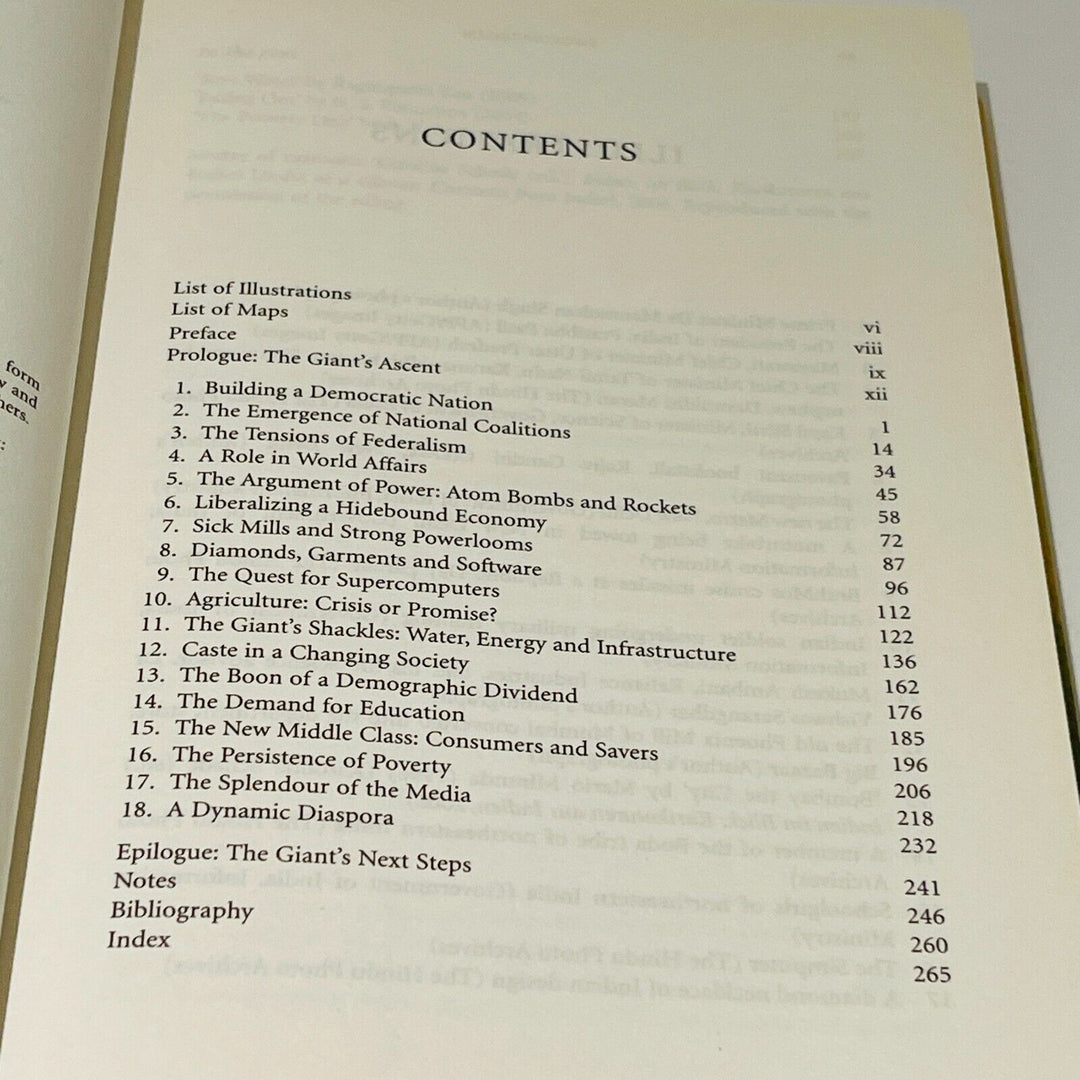 CONTENTS
List of Illustrations vi
List of Maps viii
Preface ix
Prologue: The Giant's Ascent xii
1. Building a Democratic Nation 1
2. The Emergence of National Coalitions 14
3. The Tensions of Federalism 34
4. A Role in World Affairs 45
5. The Argument of Power: Atom Bombs and Rockets 58
6. Liberalizing a Hidebound Economy 72
7. Sick Mills and Strong Powerlooms 87
8. Diamonds, Garments and Software 96
9. The Quest for Supercomputers 112
10. Agriculture: Crisis or Promise? 122
11. The Giant's Shackles: Water, Energy and Infrastructure 136
12. Caste in a Changing Society 162
13. The Boon of a Demographic Dividend 176
14. The Demand for Education 185
15. The New Middle Class: Consumers and Savers 196
16. The Persistence of Poverty 206
17. The Splendour of the Media 218
18. A Dynamic Diaspora 232
Epilogue: The Giant's Next Steps 241
Notes 246
Bibliography 260
Index 265
form
and